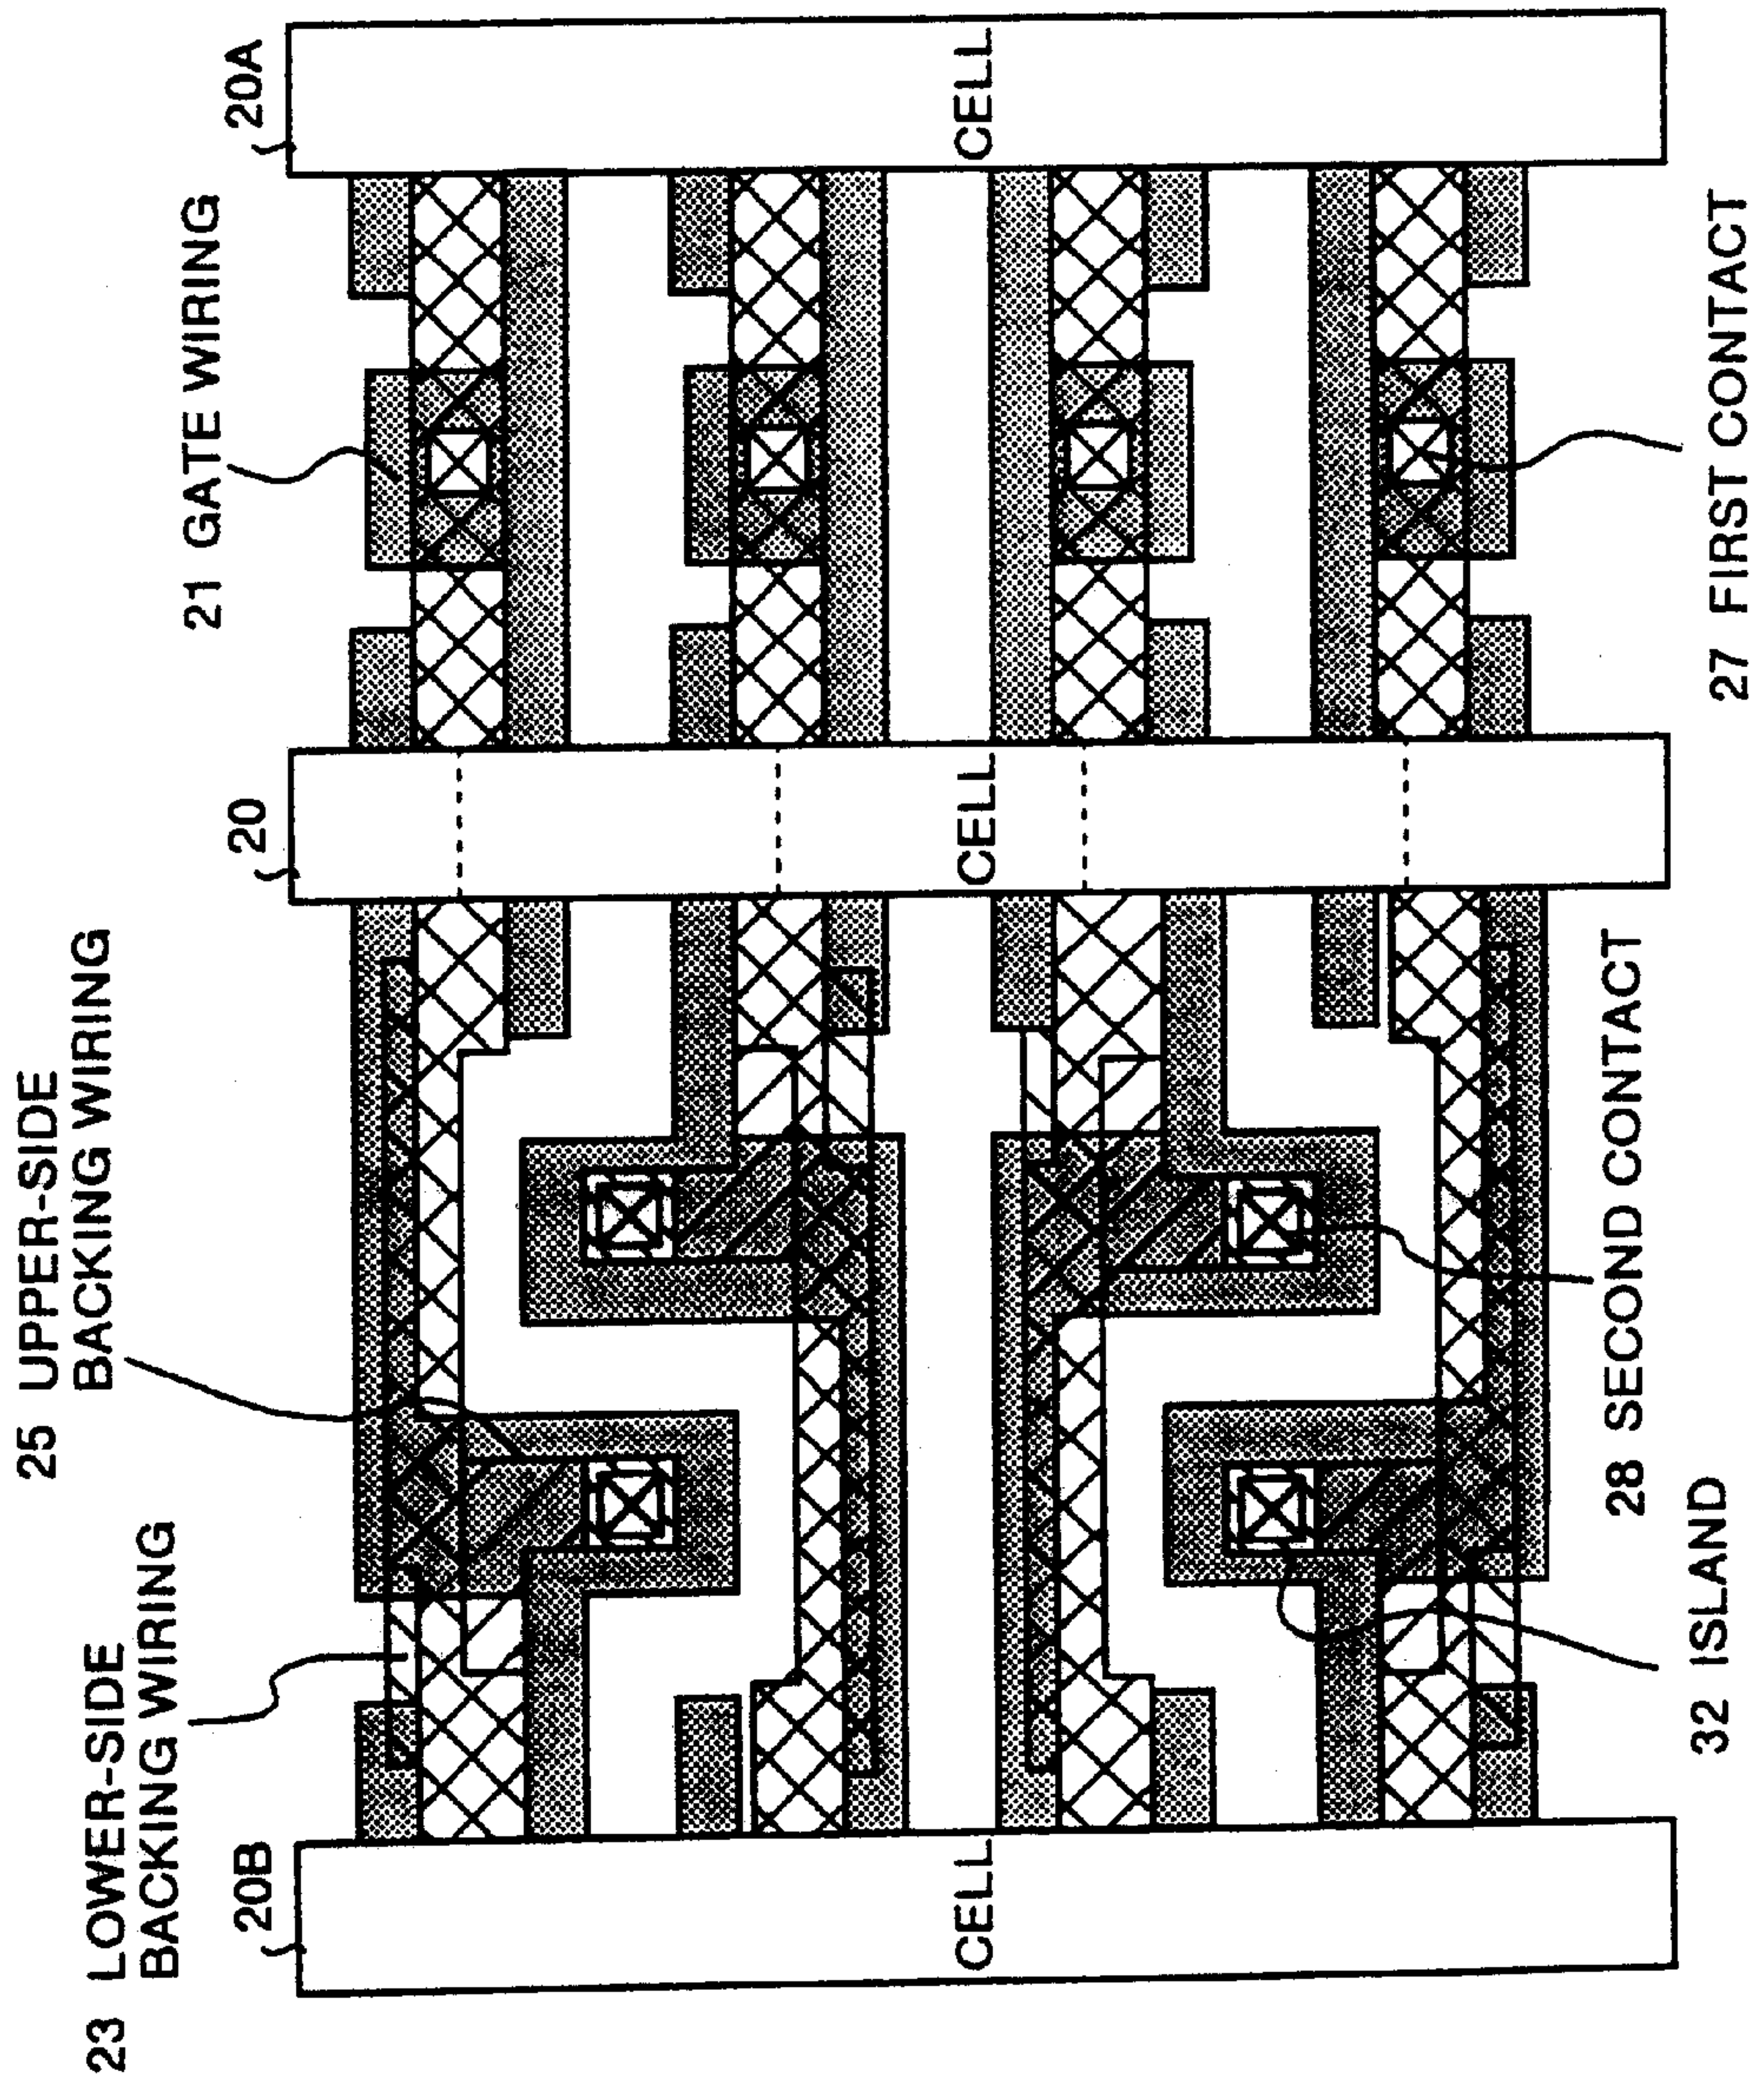 23 LOWER-SIDE
BACKING WIRING
25 UPPER-SIDE
BACKING WIRING
21 GATE WIRING
20B
20
20A
CELL
CELL
CELL
32 ISLAND
28 SECOND CONTACT
27 FIRST CONTACT